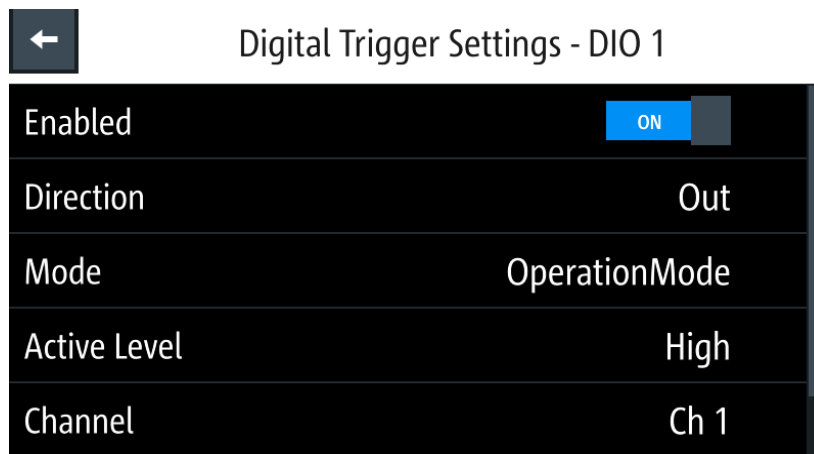 Digital Trigger Settings - DIO 1
Enabled ON
Direction Out
Mode OperationMode
Active Level High
Channel Ch 1